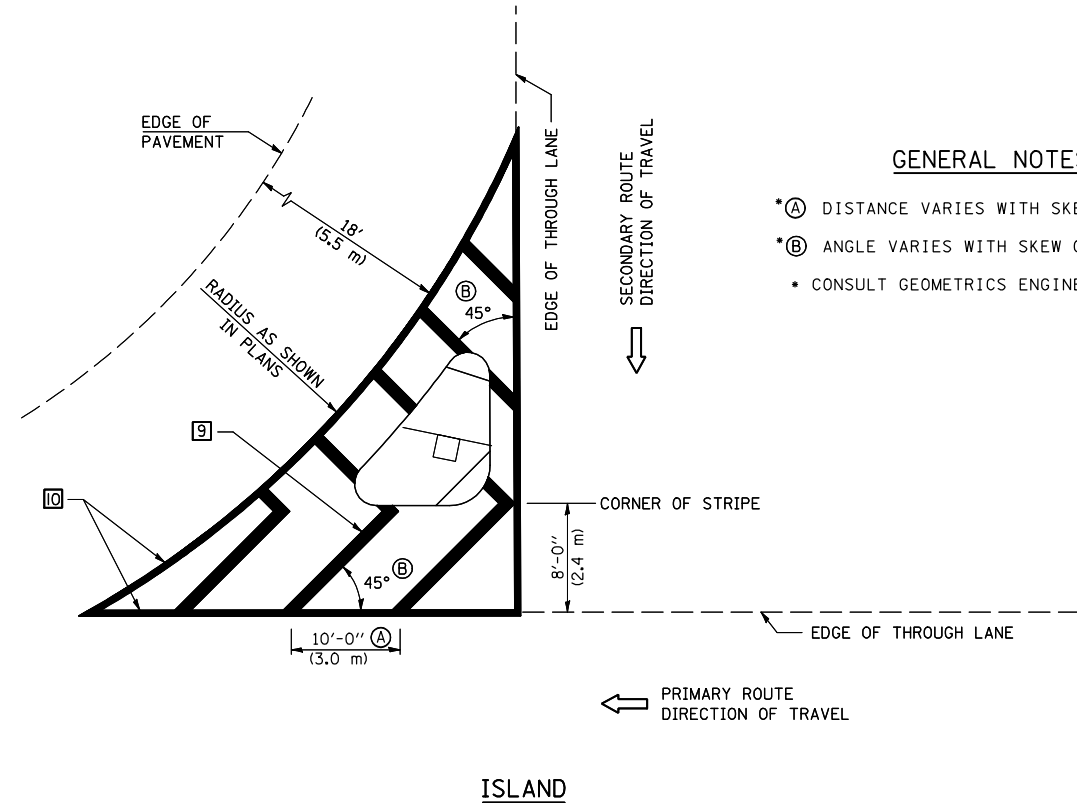 EDGE OF
PAVEMENT
18'
(5.5 m)
RADIUS AS SHOWN
IN PLANS
EDGE OF THROUGH LANE
SECONDARY ROUTE
DIRECTION OF TRAVEL
GENERAL NOTES
*Ⓐ DISTANCE VARIES WITH SKE
*Ⓑ ANGLE VARIES WITH SKEW
* CONSULT GEOMETRICS ENGINE
Ⓑ
45°
9
10
CORNER OF STRIPE
8'-0"
(2.4 m)
45° Ⓑ
10'-0" Ⓐ
(3.0 m)
EDGE OF THROUGH LANE
PRIMARY ROUTE
DIRECTION OF TRAVEL
ISLAND